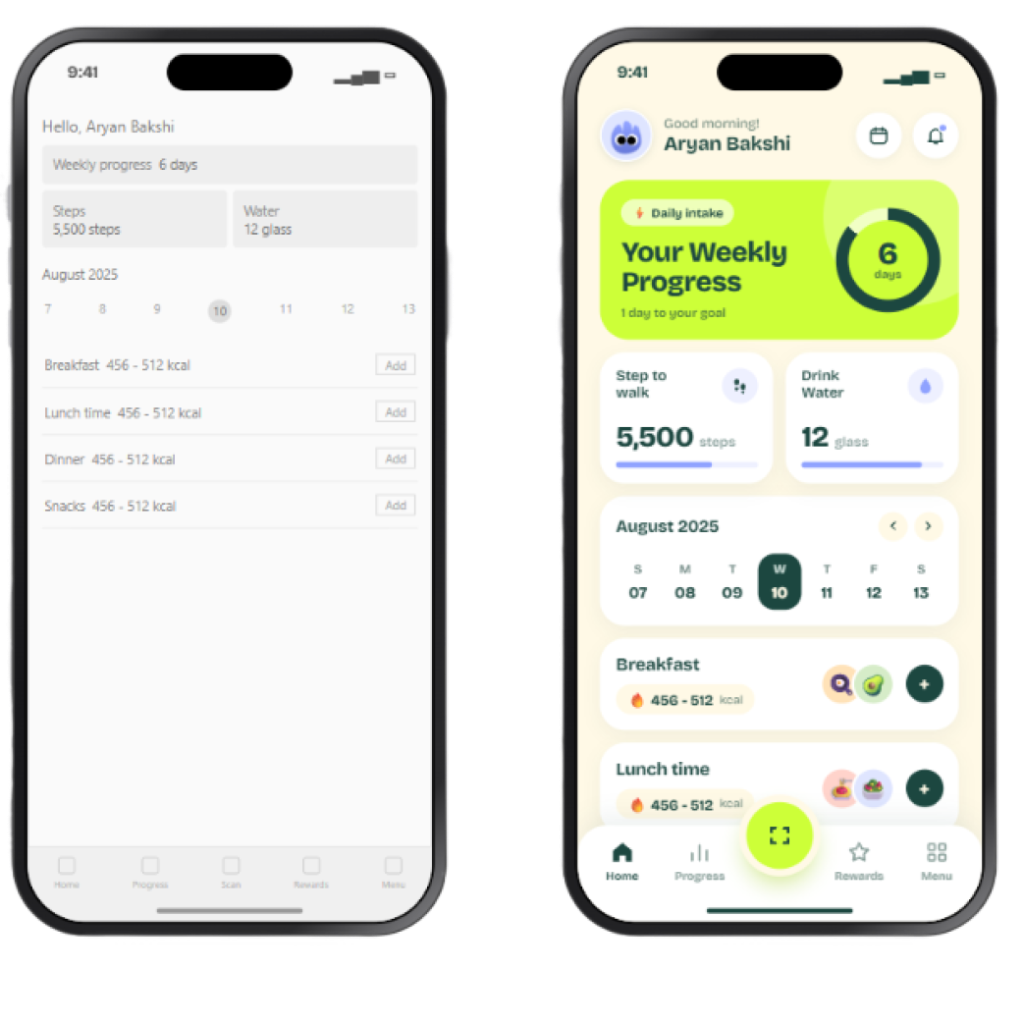 9:41
Hello, Aryan Bakshi
Weekly progress 6 days
Steps
5,500 steps
Water
12 glass
August 2025
7 8 9 10 11 12 13
Breakfast 456 - 512 kcal Add
Lunch time 456 - 512 kcal Add
Dinner 456 - 512 kcal Add
Snacks 456 - 512 kcal Add
Home Progress Scan Rewards Menu
9:41
Good morning!
Aryan Bakshi
Daily intake
Your Weekly
Progress
1 day to your goal
6
days
Step to
walk
5,500 steps
Drink
Water
12 glass
August 2025
S M T W T F S
07 08 09 10 11 12 13
Breakfast
456 - 512 kcal
Lunch time
456 - 512 kcal
Home Progress Rewards Menu